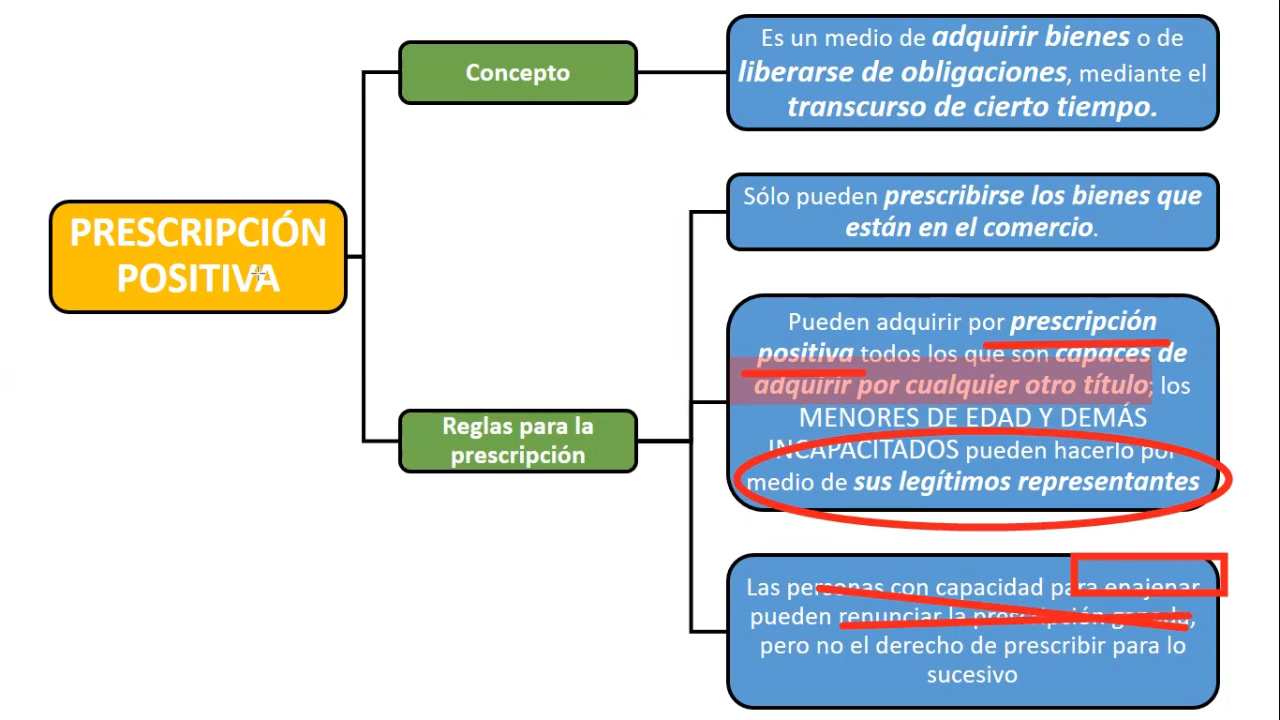 PRESCRIPCIÓN
POSITIVA
Concepto
Es un medio de adquirir bienes o de
liberarse de obligaciones, mediante el
transcurso de cierto tiempo.
Reglas para la
prescripción
Sólo pueden prescribirse los bienes que
están en el comercio.
Pueden adquirir por prescripción
positiva todos los que son capaces de
adquirir por cualquier otro título; los
MENORES DE EDAD Y DEMÁS
INCAPACITADOS pueden hacerlo por
medio de sus legítimos representantes
Las personas con capacidad para enajenar
pueden renunciar la prescripción ganada,
pero no el derecho de prescribir para lo
sucesivo